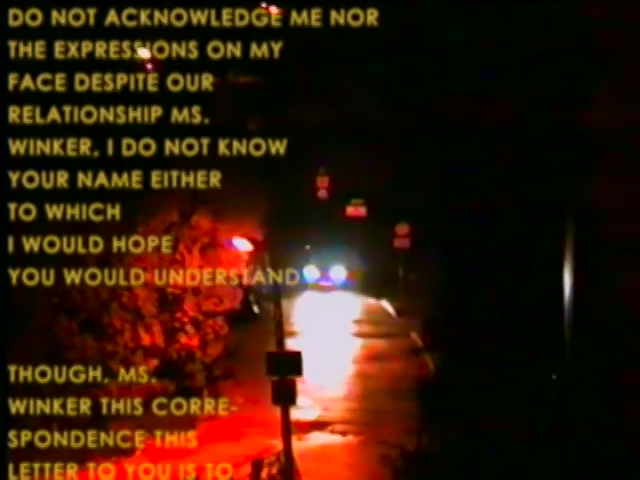 DO NOT ACKNOWLEDGE ME NOR
THE EXPRESSIONS ON MY
FACE DESPITE OUR
RELATIONSHIP MS.
WINKER. I DO NOT KNOW
YOUR NAME EITHER
TO WHICH
I WOULD HOPE
YOU WOULD UNDERSTAND
THOUGH. MS.
WINKER THIS CORRE-
SPONDENCE THIS
LETTER TO YOU IS TO